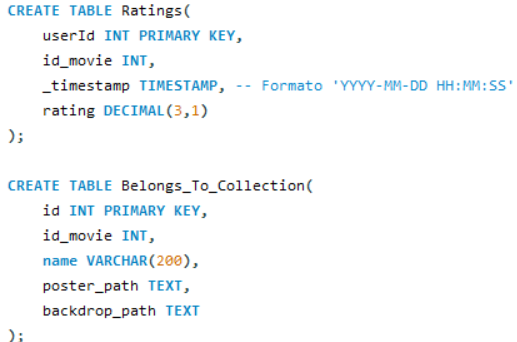 CREATE TABLE Ratings(
    userId INT PRIMARY KEY,
    id_movie INT,
    _timestamp TIMESTAMP, -- Formato 'YYYY-MM-DD HH:MM:SS'
    rating DECIMAL(3,1)
);

CREATE TABLE Belongs_To_Collection(
    id INT PRIMARY KEY,
    id_movie INT,
    name VARCHAR(200),
    poster_path TEXT,
    backdrop_path TEXT
);